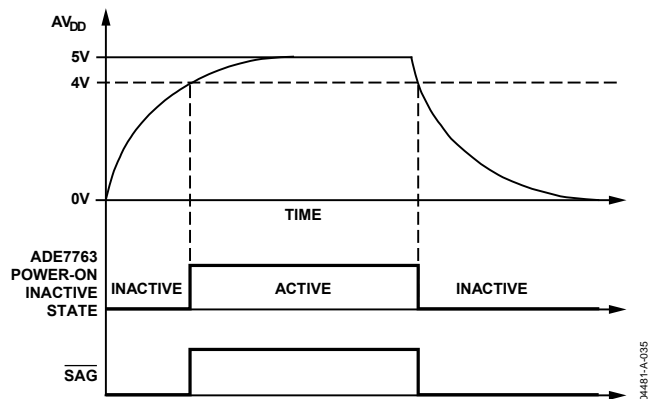 AVDD
5V
4V
0V
TIME
ADE7763
POWER-ON
INACTIVE
STATE
INACTIVE
ACTIVE
INACTIVE
SAG
04481-A-035